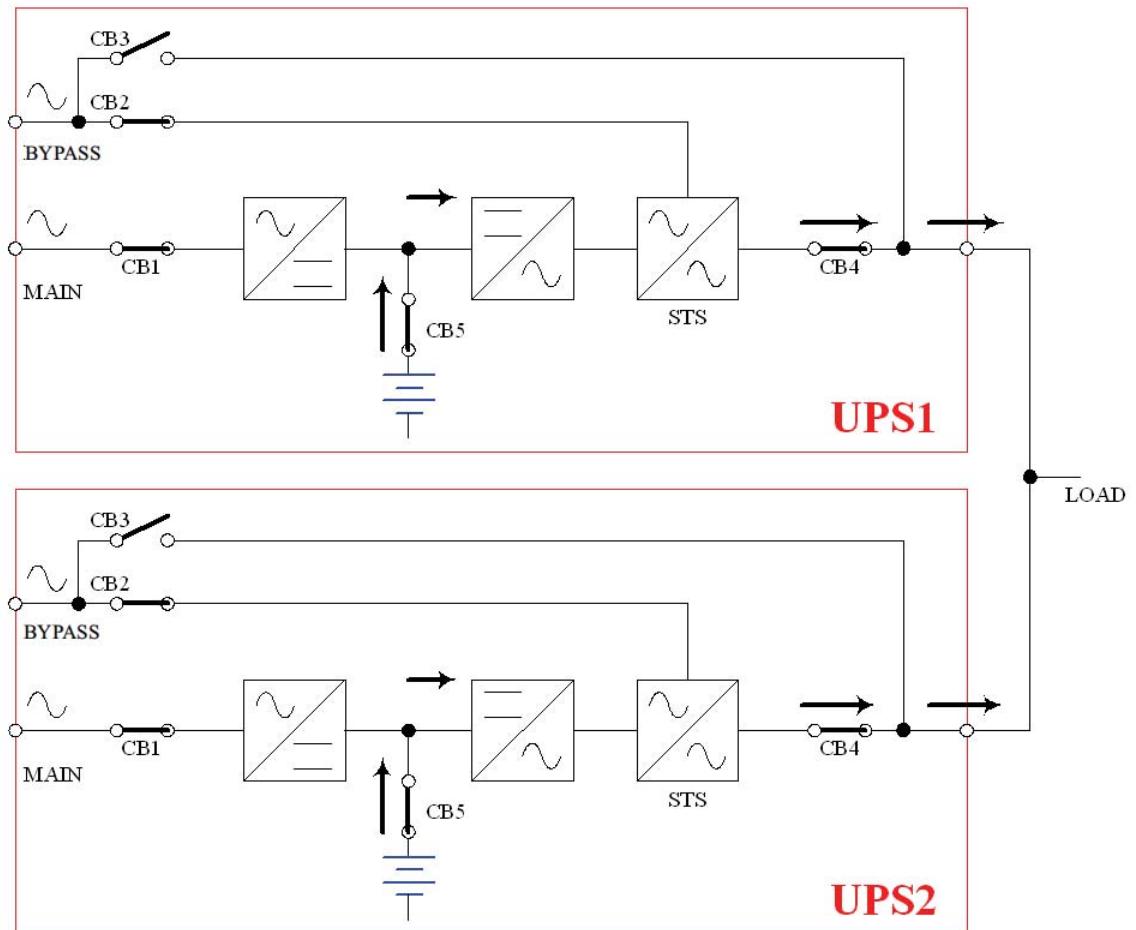 CB3
CB2
BYPASS
MAIN
CB1
CB5
STS
CB4
UPS1
LOAD
CB3
CB2
BYPASS
MAIN
CB1
CB5
STS
CB4
UPS2